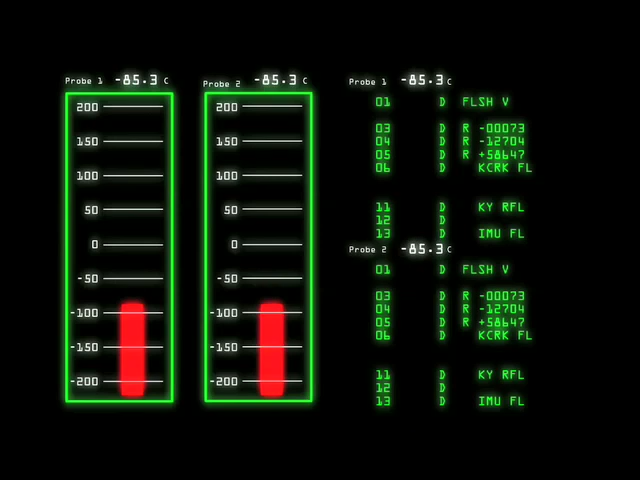 Probe 1 -85.3 C
200
150
100
50
0
-50
-100
-150
-200
Probe 2 -85.3 C
200
150
100
50
0
-50
-100
-150
-200
Probe 1 -85.3 C
01 D FLSH V
03 D R -00073
04 D R -12704
05 D R +58647
06 D KCRK FL
11 D KY RFL
12 D
13 D IMU FL
Probe 2 -85.3 C
01 D FLSH V
03 D R -00073
04 D R -12704
05 D R +58647
06 D KCRK FL
11 D KY RFL
12 D
13 D IMU FL